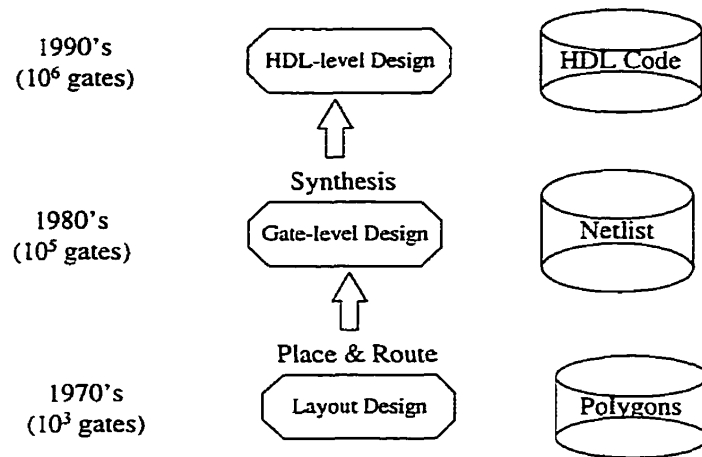 1990's
(10⁶ gates)
HDL-level Design
HDL Code
Synthesis
1980's
(10⁵ gates)
Gate-level Design
Netlist
Place & Route
1970's
(10³ gates)
Layout Design
Polygons